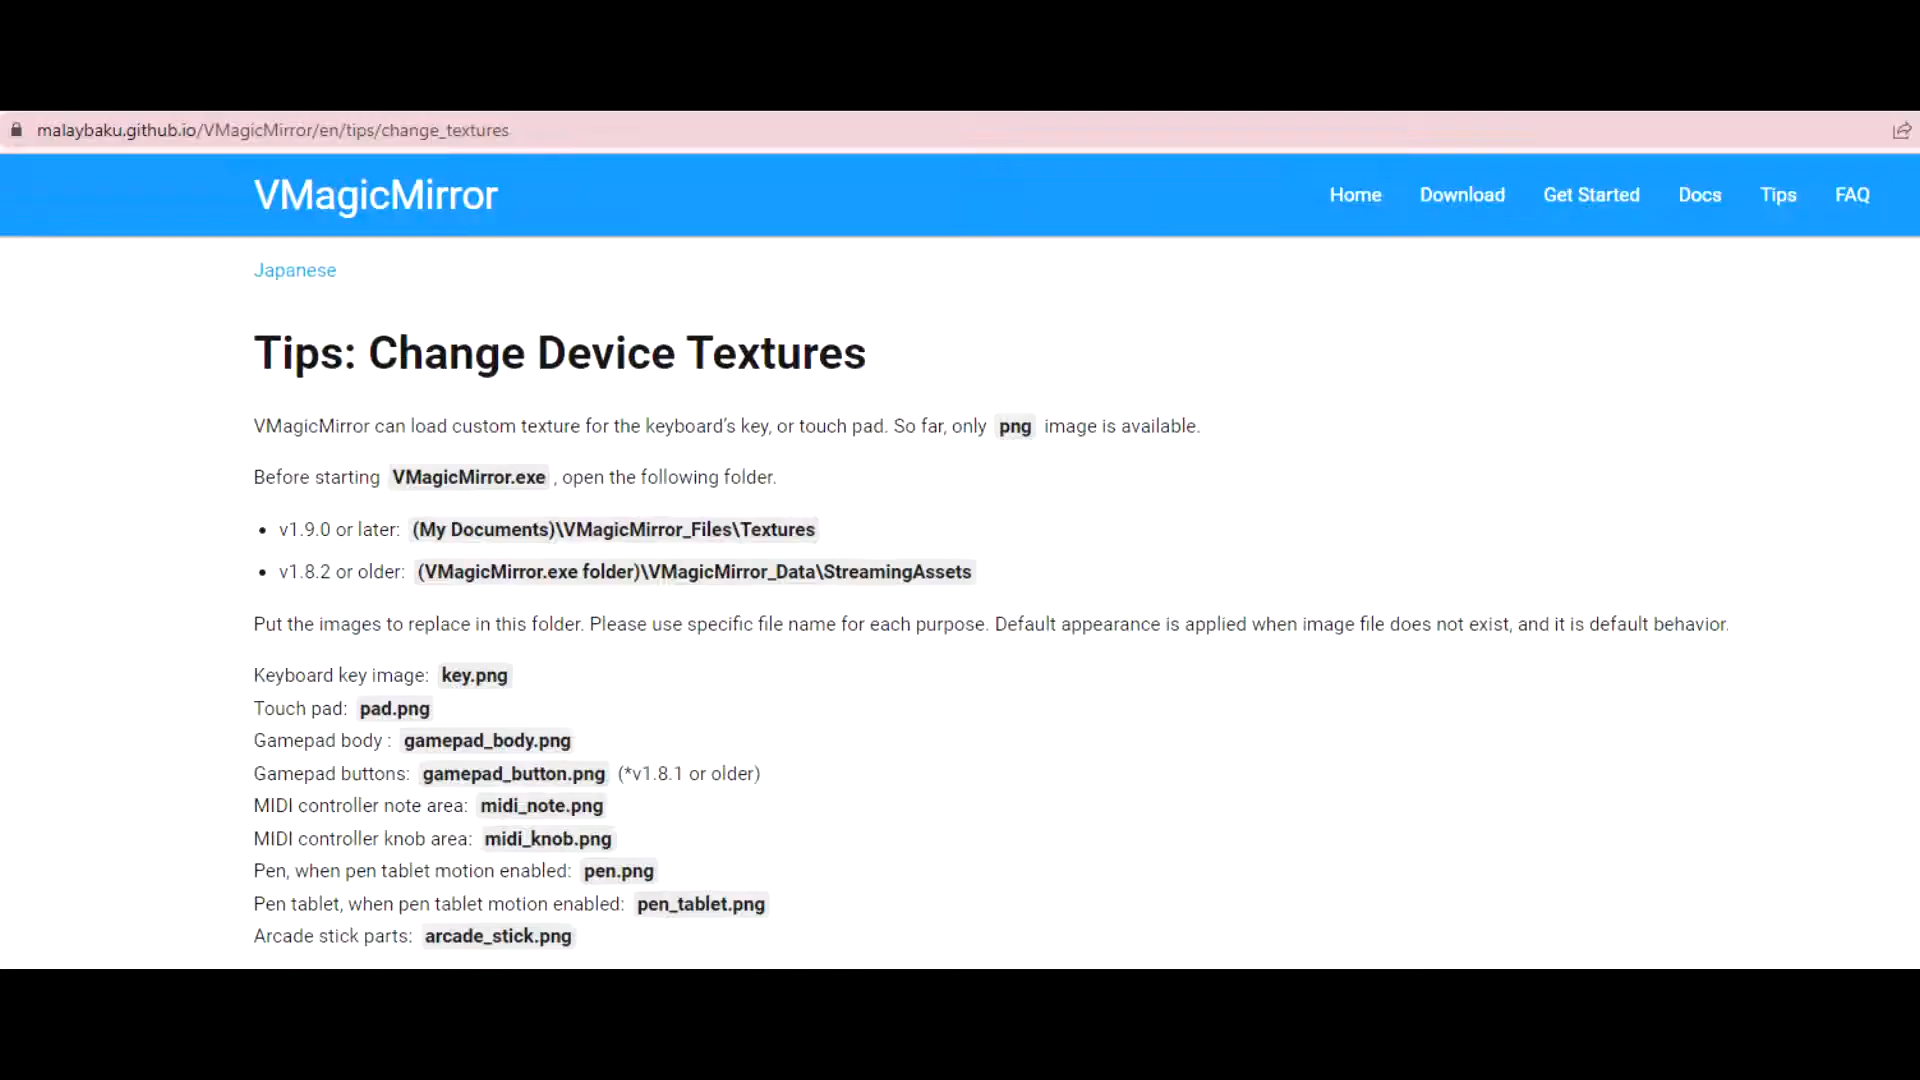 malaybaku.github.io/VMagicMirror/en/tips/change_textures
VMagicMirror
Home Download Get Started Docs Tips FAQ
Japanese
Tips: Change Device Textures
VMagicMirror can load custom texture for the keyboard's key, or touch pad. So far, only png image is available.
Before starting VMagicMirror.exe , open the following folder.
• v1.9.0 or later: (My Documents)\VMagicMirror_Files\Textures
• v1.8.2 or older: (VMagicMirror.exe folder)\VMagicMirror_Data\StreamingAssets
Put the images to replace in this folder. Please use specific file name for each purpose. Default appearance is applied when image file does not exist, and it is default behavior.
Keyboard key image: key.png
Touch pad: pad.png
Gamepad body : gamepad_body.png
Gamepad buttons: gamepad_button.png (*v1.8.1 or older)
MIDI controller note area: midi_note.png
MIDI controller knob area: midi_knob.png
Pen, when pen tablet motion enabled: pen.png
Pen tablet, when pen tablet motion enabled: pen_tablet.png
Arcade stick parts: arcade_stick.png